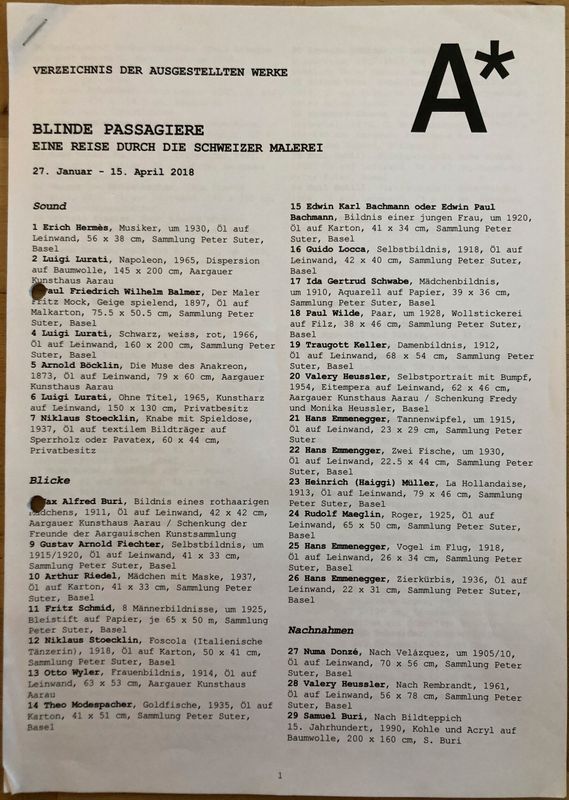 A*
VERZEICHNIS DER AUSGESTELLTEN WERKE
BLINDE PASSAGIERE
EINE REISE DURCH DIE SCHWEIZER MALEREI
27. Januar - 15. April 2018
Sound
1 Erich Hermès, Musiker, um 1930, Öl auf
Leinwand, 56 x 38 cm, Sammlung Peter Suter,
Basel
2 Luigi Lurati, Napoleon, 1965, Dispersion
auf Baumwolle, 145 x 200 cm, Aargauer
Kunsthaus Aarau
Friedrich Wilhelm Balmer, Der Maler
Fritz Mock, Geige spielend, 1897, Öl auf
Malkarton, 75.5 x 50.5 cm, Sammlung Peter
Suter, Basel
4 Luigi Lurati, Schwarz, weiss, rot, 1966,
Öl auf Leinwand, 160 x 200 cm, Sammlung Peter
Suter, Basel
5 Arnold Böcklin, Die Muse des Anakreon,
1873, Öl auf Leinwand, 79 x 60 cm, Aargauer
Kunsthaus Aarau
6 Luigi Lurati, Ohne Titel, 1965, Kunstharz
auf Leinwand, 150 x 130 cm, Privatbesitz
7 Niklaus Stoecklin, Knabe mit Spieldose,
1937, Öl auf textilem Bildträger auf
Sperrholz oder Pavatex, 60 x 44 cm,
Privatbesitz
Blicke
Alfred Buri, Bildnis eines rothaarigen
1911, Öl auf Leinwand, 42 x 42 cm,
Aargauer Kunsthaus Aarau / Schenkung der
Freunde der Aargauischen Kunstsammlung
9 Gustav Arnold Fiechter, Selbstbildnis, um
1915/1920, Öl auf Leinwand, 41 x 33 cm,
Sammlung Peter Suter, Basel
10 Arthur Riedel, Mädchen mit Maske, 1937,
Öl auf Karton, 41 x 33 cm, Sammlung Peter
Suter, Basel
11 Fritz Schmid, 8 Männerbildnisse, um 1925,
Bleistift auf Papier, je 65 x 50 m, Sammlung
Peter Suter, Basel
12 Niklaus Stoecklin, Foscola (Italienische
Tänzerin), 1918, Öl auf Karton, 50 x 41 cm,
Sammlung Peter Suter, Basel
13 Otto Wyler, Frauenbildnis, 1914, Öl auf
Leinwand, 63 x 53 cm, Aargauer Kunsthaus
Aarau
14 Theo Modespacher, Goldfische, 1935, Öl auf
Karton, 41 x 51 cm, Sammlung Peter Suter,
Basel
15 Edwin Karl Bachmann oder Edwin Paul
Bachmann, Bildnis einer jungen Frau, um 1920,
Öl auf Karton, 41 x 34 cm, Sammlung Peter
Suter, Basel
16 Guido Locca, Selbstbildnis, 1918, Öl auf
Leinwand, 42 x 40 cm, Sammlung Peter Suter,
Basel
17 Ida Gertrud Schwabe, Mädchenbildnis,
um 1910, Aquarell auf Papier, 39 x 36 cm,
Sammlung Peter Suter, Basel
18 Paul Wilde, Paar, um 1928, Wollstickerei
auf Filz, 38 x 46 cm, Sammlung Peter Suter,
Basel
19 Traugott Keller, Damenbildnis, 1912,
Öl auf Leinwand, 68 x 54 cm, Sammlung Peter
Suter, Basel
20 Valery Heussler, Selbstportrait mit Bumpf,
1954, Eitempera auf Leinwand, 62 x 46 cm,
Aargauer Kunsthaus Aarau / Schenkung Fredy
und Monika Heussler, Basel
21 Hans Emmenegger, Tannenwipfel, um 1915,
Öl auf Leinwand, 23 x 29 cm, Sammlung Peter
Suter
22 Hans Emmengger, Zwei Fische, um 1930,
Öl auf Leinwand, 22.5 x 44 cm, Sammlung Peter
Suter, Basel
23 Heinrich (Haiggi) Müller, La Hollandaise,
1913, Öl auf Leinwand, 79 x 46 cm, Sammlung
Peter Suter, Basel
24 Rudolf Maeglin, Roger, 1925, Öl auf
Leinwand, 65 x 50 cm, Sammlung Peter Suter,
Basel
25 Hans Emmenegger, Vogel im Flug, 1918,
Öl auf Leinwand, 26 x 34 cm, Sammlung Peter
Suter, Basel
26 Hans Emmenegger, Zierkürbis, 1936, Öl auf
Leinwand, 22 x 31 cm, Sammlung Peter Suter,
Basel
Nachnahmen
27 Numa Donzé, Nach Velázquez, um 1905/10,
Öl auf Leinwand, 70 x 56 cm, Sammlung Peter
Suter, Basel
28 Valery Heussler, Nach Rembrandt, 1961,
Öl auf Leinwand, 56 x 78 cm, Sammlung Peter
Suter, Basel
29 Samuel Buri, Nach Bildteppich
15. Jahrhundert, 1990, Kohle und Acryl auf
Baumwolle, 200 x 160 cm, S. Buri
1